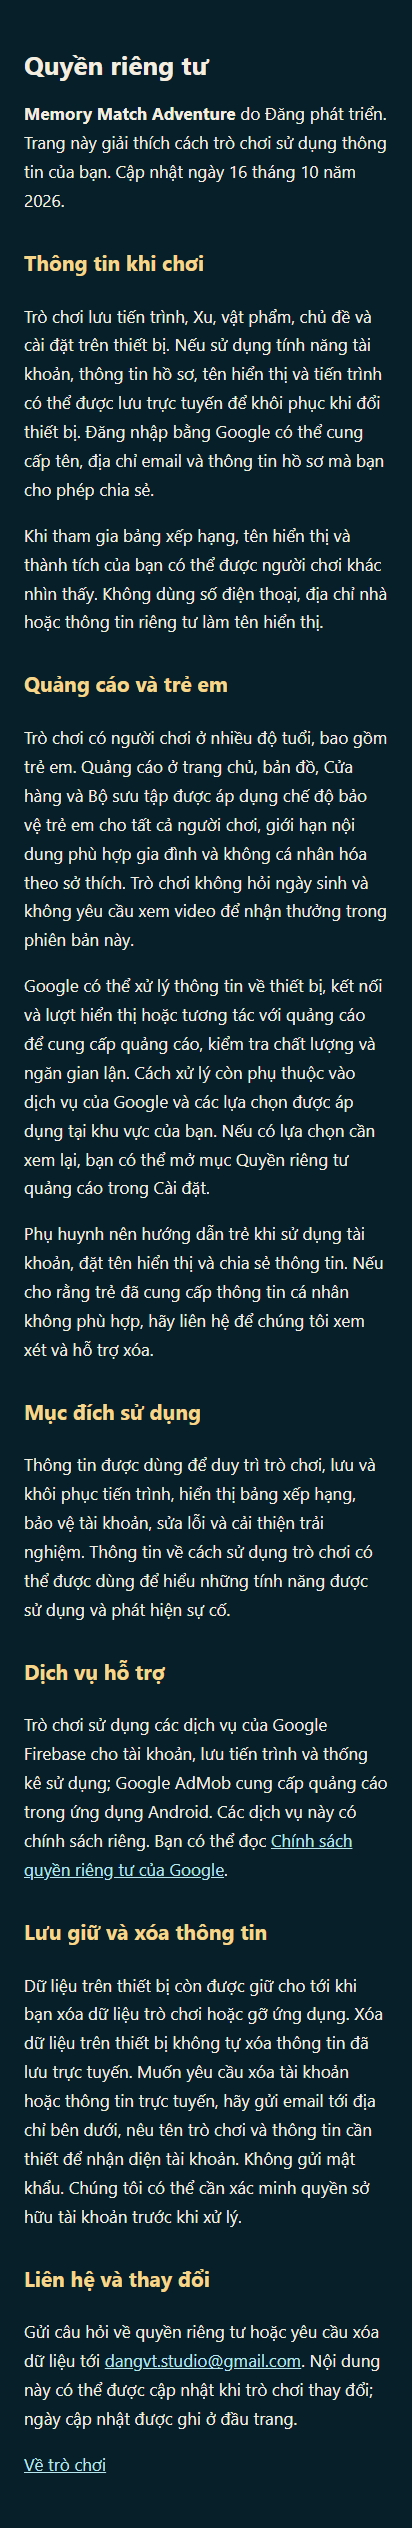 Quyền riêng tư
Memory Match Adventure do Đăng phát triển.
Trang này giải thích cách trò chơi sử dụng thông
tin của bạn. Cập nhật ngày 16 tháng 10 năm
2026.
Thông tin khi chơi
Trò chơi lưu tiến trình, Xu, vật phẩm, chủ đề và
cài đặt trên thiết bị. Nếu sử dụng tính năng tài
khoản, thông tin hồ sơ, tên hiển thị và tiến trình
có thể được lưu trực tuyến để khôi phục khi đổi
thiết bị. Đăng nhập bằng Google có thể cung
cấp tên, địa chỉ email và thông tin hồ sơ mà bạn
cho phép chia sẻ.
Khi tham gia bảng xếp hạng, tên hiển thị và
thành tích của bạn có thể được người chơi khác
nhìn thấy. Không dùng số điện thoại, địa chỉ nhà
hoặc thông tin riêng tư làm tên hiển thị.
Quảng cáo và trẻ em
Trò chơi có người chơi ở nhiều độ tuổi, bao gồm
trẻ em. Quảng cáo ở trang chủ, bản đồ, Cửa
hàng và Bộ sưu tập được áp dụng chế độ bảo
vệ trẻ em cho tất cả người chơi, giới hạn nội
dung phù hợp gia đình và không cá nhân hóa
theo sở thích. Trò chơi không hỏi ngày sinh và
không yêu cầu xem video để nhận thưởng trong
phiên bản này.
Google có thể xử lý thông tin về thiết bị, kết nối
và lượt hiển thị hoặc tương tác với quảng cáo
để cung cấp quảng cáo, kiểm tra chất lượng và
ngăn gian lận. Cách xử lý còn phụ thuộc vào
dịch vụ của Google và các lựa chọn được áp
dụng tại khu vực của bạn. Nếu có lựa chọn cần
xem lại, bạn có thể mở mục Quyền riêng tư
quảng cáo trong Cài đặt.
Phụ huynh nên hướng dẫn trẻ khi sử dụng tài
khoản, đặt tên hiển thị và chia sẻ thông tin. Nếu
cho rằng trẻ đã cung cấp thông tin cá nhân
không phù hợp, hãy liên hệ để chúng tôi xem
xét và hỗ trợ xóa.
Mục đích sử dụng
Thông tin được dùng để duy trì trò chơi, lưu và
khôi phục tiến trình, hiển thị bảng xếp hạng,
bảo vệ tài khoản, sửa lỗi và cải thiện trải
nghiệm. Thông tin về cách sử dụng trò chơi có
thể được dùng để hiểu những tính năng được
sử dụng và phát hiện sự cố.
Dịch vụ hỗ trợ
Trò chơi sử dụng các dịch vụ của Google
Firebase cho tài khoản, lưu tiến trình và thống
kê sử dụng; Google AdMob cung cấp quảng cáo
trong ứng dụng Android. Các dịch vụ này có
chính sách riêng. Bạn có thể đọc Chính sách
quyền riêng tư của Google.
Lưu giữ và xóa thông tin
Dữ liệu trên thiết bị còn được giữ cho tới khi
bạn xóa dữ liệu trò chơi hoặc gỡ ứng dụng. Xóa
dữ liệu trên thiết bị không tự xóa thông tin đã
lưu trực tuyến. Muốn yêu cầu xóa tài khoản
hoặc thông tin trực tuyến, hãy gửi email tới địa
chỉ bên dưới, nêu tên trò chơi và thông tin cần
thiết để nhận diện tài khoản. Không gửi mật
khẩu. Chúng tôi có thể cần xác minh quyền sở
hữu tài khoản trước khi xử lý.
Liên hệ và thay đổi
Gửi câu hỏi về quyền riêng tư hoặc yêu cầu xóa
dữ liệu tới dangvt.studio@gmail.com. Nội dung
này có thể được cập nhật khi trò chơi thay đổi;
ngày cập nhật được ghi ở đầu trang.
Về trò chơi